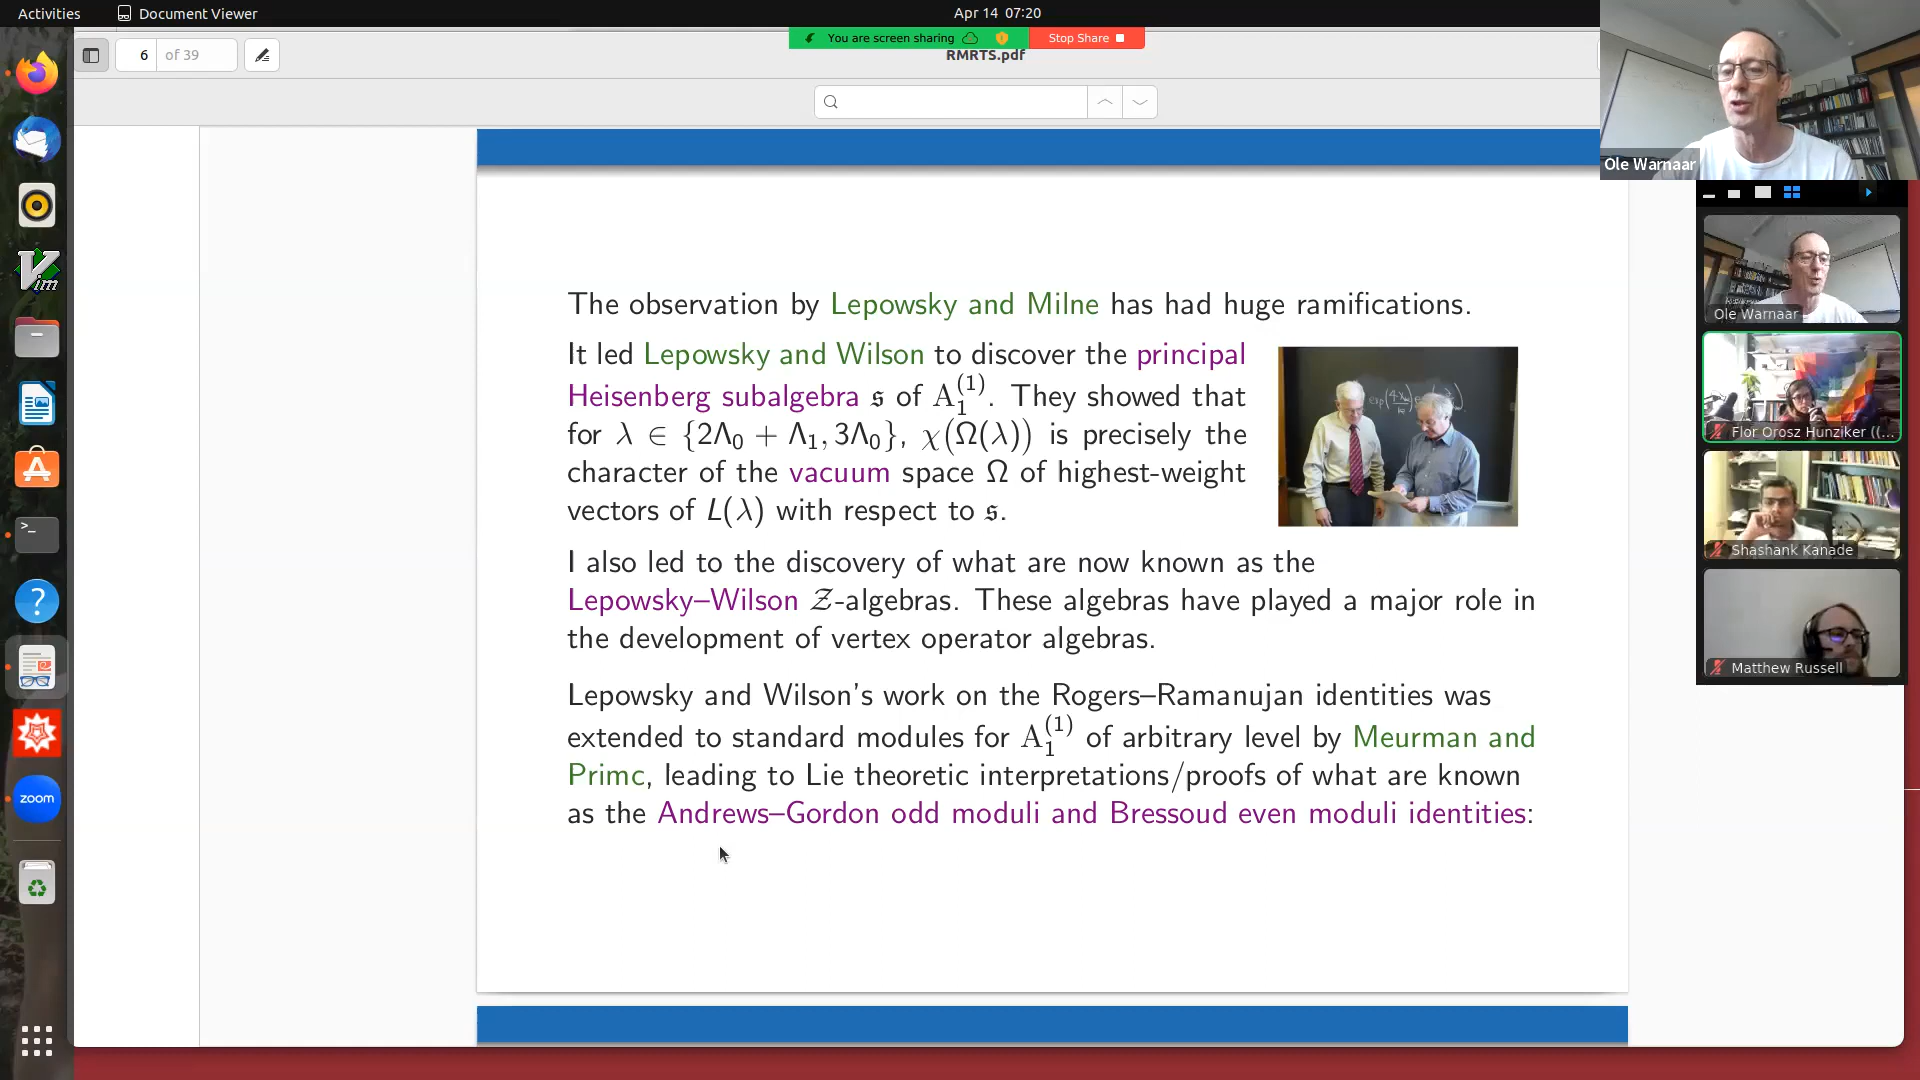 Activities Document Viewer Apr 14 07:20
You are screen sharing Stop Share
6 of 39 RMRTS.pdf
Ole Warnaar
The observation by Lepowsky and Milne has had huge ramifications.
It led Lepowsky and Wilson to discover the principal
Heisenberg subalgebra 𝔰 of A₁⁽¹⁾. They showed that
for λ ∈ {2Λ₀ + Λ₁, 3Λ₀}, χ(Ω(λ)) is precisely the
character of the vacuum space Ω of highest-weight
vectors of L(λ) with respect to 𝔰.
I also led to the discovery of what are now known as the
Lepowsky–Wilson 𝒵-algebras. These algebras have played a major role in
the development of vertex operator algebras.
Lepowsky and Wilson's work on the Rogers–Ramanujan identities was
extended to standard modules for A₁⁽¹⁾ of arbitrary level by Meurman and
Primc, leading to Lie theoretic interpretations/proofs of what are known
as the Andrews–Gordon odd moduli and Bressoud even moduli identities:
Ole Warnaar
Flor Orosz Hunziker ((...
Shashank Kanade
Matthew Russell
Vim
zoom